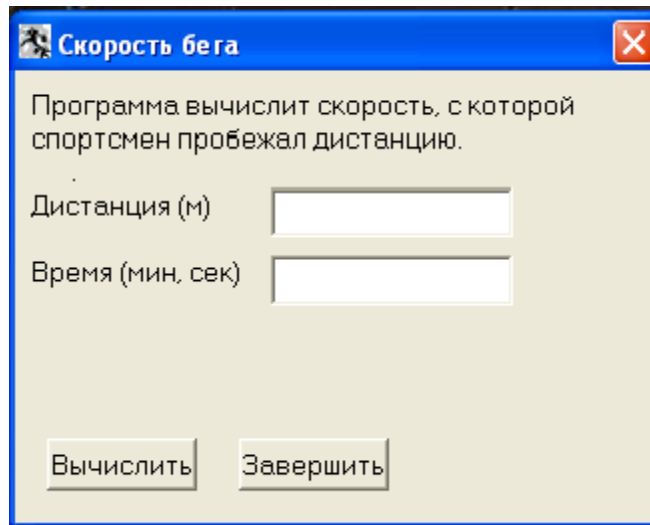 Скорость бега
Программа вычислит скорость, с которой
спортсмен пробежал дистанцию.
Дистанция (м)
Время (мин, сек)
Вычислить Завершить